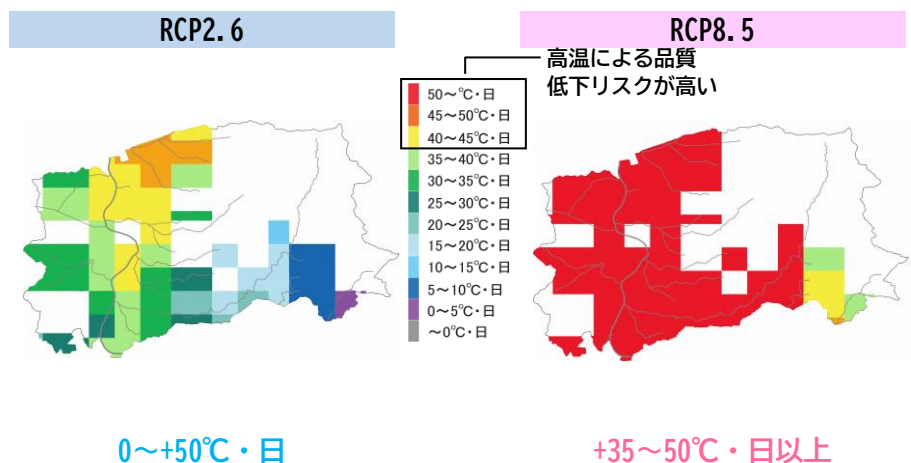 RCP2.6
RCP8.5
高温による品質
低下リスクが高い
50～℃・日
45～50℃・日
40～45℃・日
35～40℃・日
30～35℃・日
25～30℃・日
20～25℃・日
15～20℃・日
10～15℃・日
5～10℃・日
0～5℃・日
～0℃・日
0～+50℃・日
+35～50℃・日以上